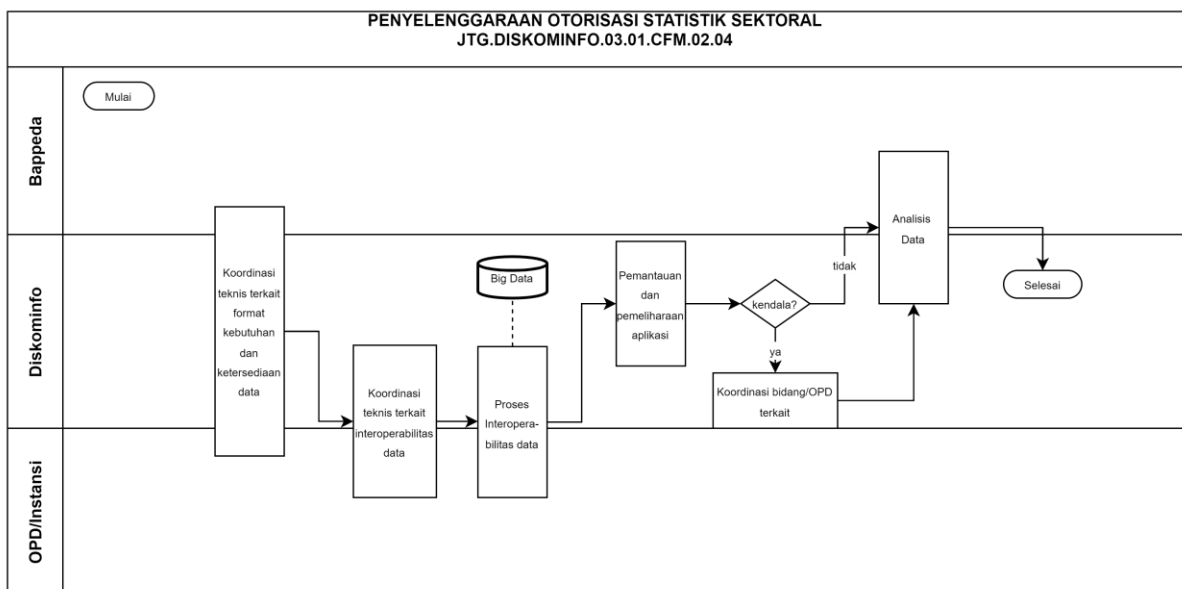 PENYELENGGARAAN OTORISASI STATISTIK SEKTORAL
JTG.DISKOMINFO.03.01.CFM.02.04
Bappeda
Mulai
Diskominfo
OPD/Instansi
Koordinasi
teknis terkait
format
kebutuhan
dan
ketersediaan
data
Koordinasi
teknis terkait
interoperabilitas
data
Big Data
Proses
Interopera-
bilitas data
Pemantauan
dan
pemeliharaan
aplikasi
kendala?
tidak
ya
Koordinasi bidang/OPD
terkait
Analisis
Data
Selesai